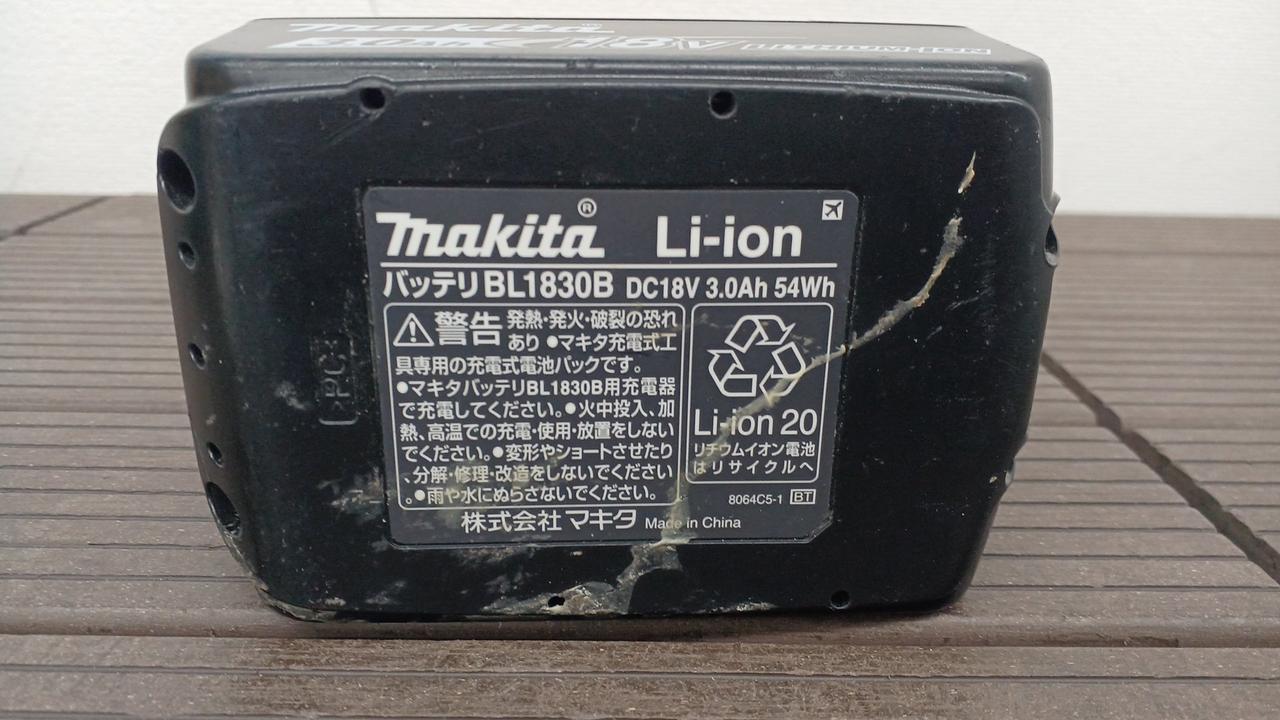 makita
3.0Ah 18V LITHIUM-ION
makita® Li-ion
バッテリBL1830B DC18V 3.0Ah 54Wh
警告 発熱・発火・破裂の恐れ
あり ●マキタ充電式工
具専用の充電式電池パックです。
●マキタバッテリBL1830B用充電器
で充電してください。●火中投入、加
熱、高温での充電・使用・放置をしない
でください。●変形やショートさせたり
、分解・修理・改造をしないでください
。●雨や水にぬらさないでください。
Li-ion 20
リチウムイオン電池
はリサイクルへ
8064C5-1 BT
株式会社マキタ Made in China
>PC<